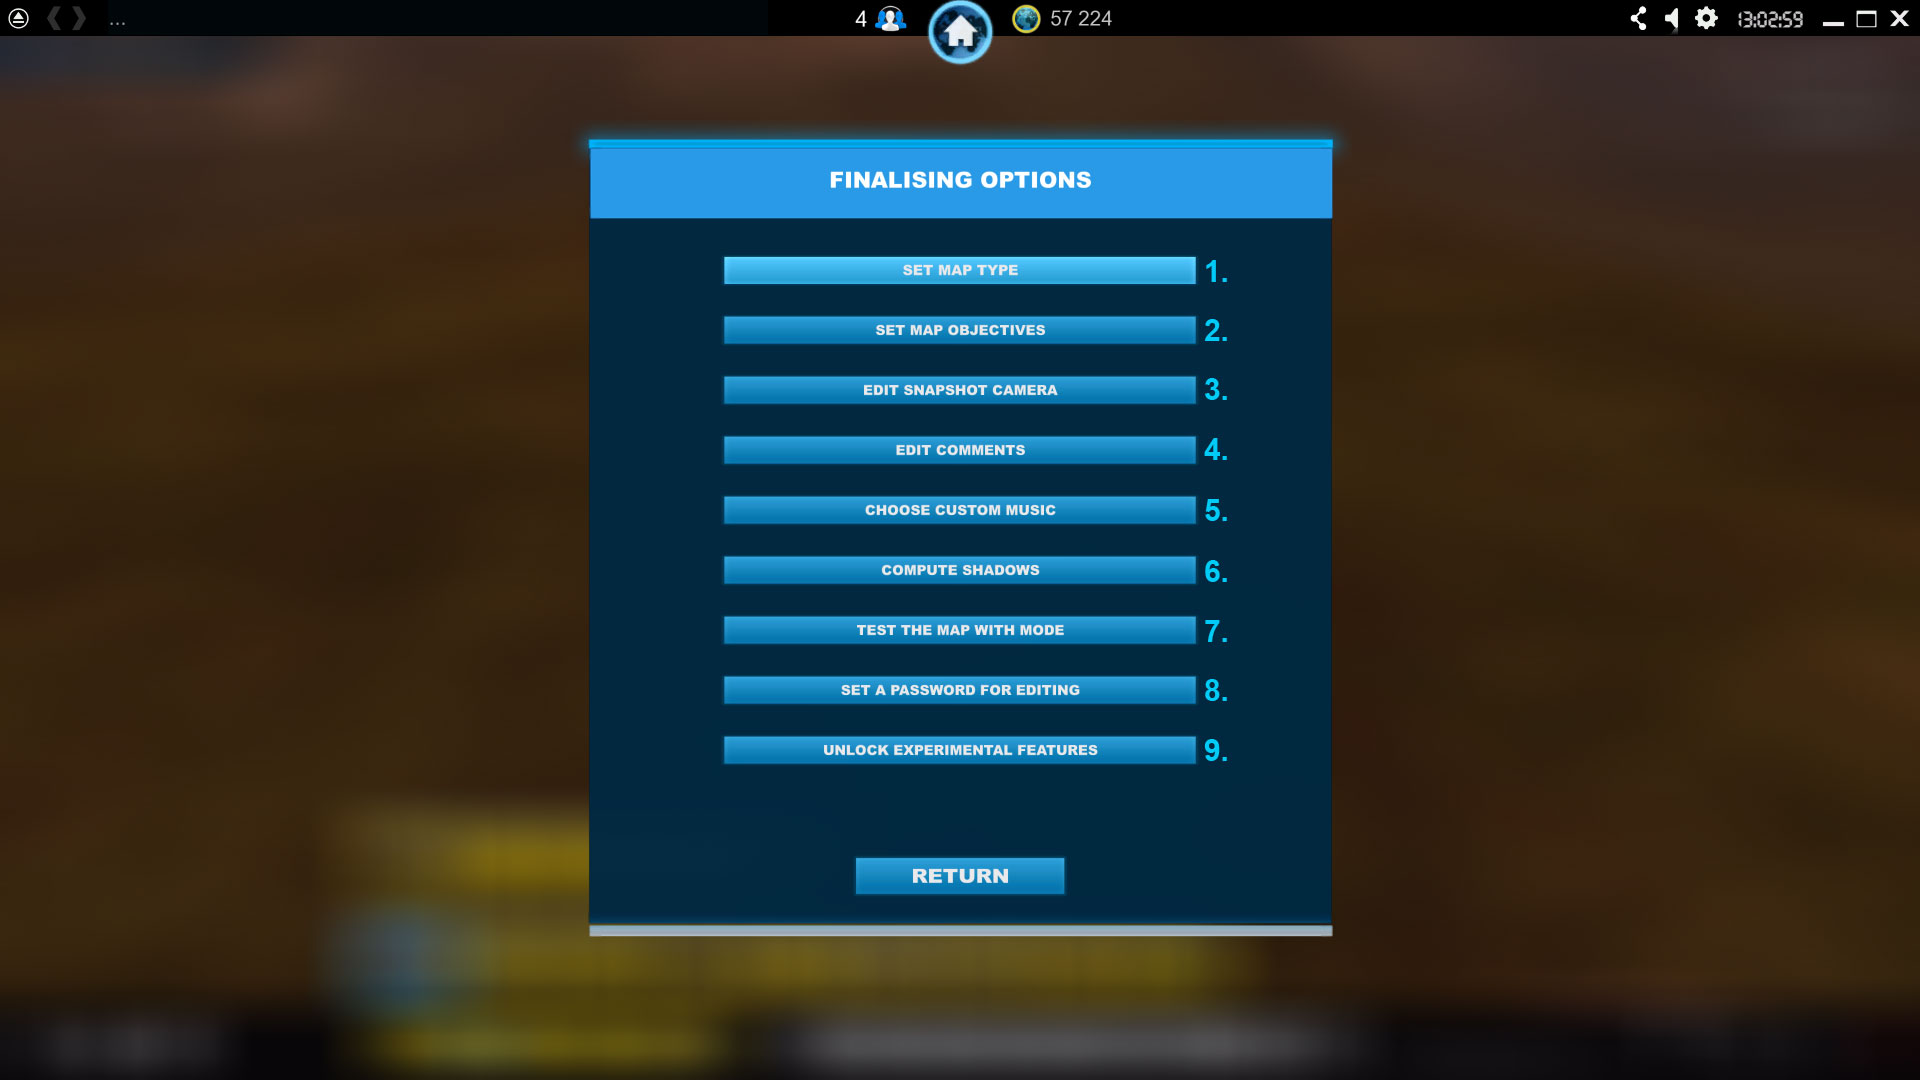 ...
4
57 224
13:02:59
FINALISING OPTIONS
SET MAP TYPE 1.
SET MAP OBJECTIVES 2.
EDIT SNAPSHOT CAMERA 3.
EDIT COMMENTS 4.
CHOOSE CUSTOM MUSIC 5.
COMPUTE SHADOWS 6.
TEST THE MAP WITH MODE 7.
SET A PASSWORD FOR EDITING 8.
UNLOCK EXPERIMENTAL FEATURES 9.
RETURN